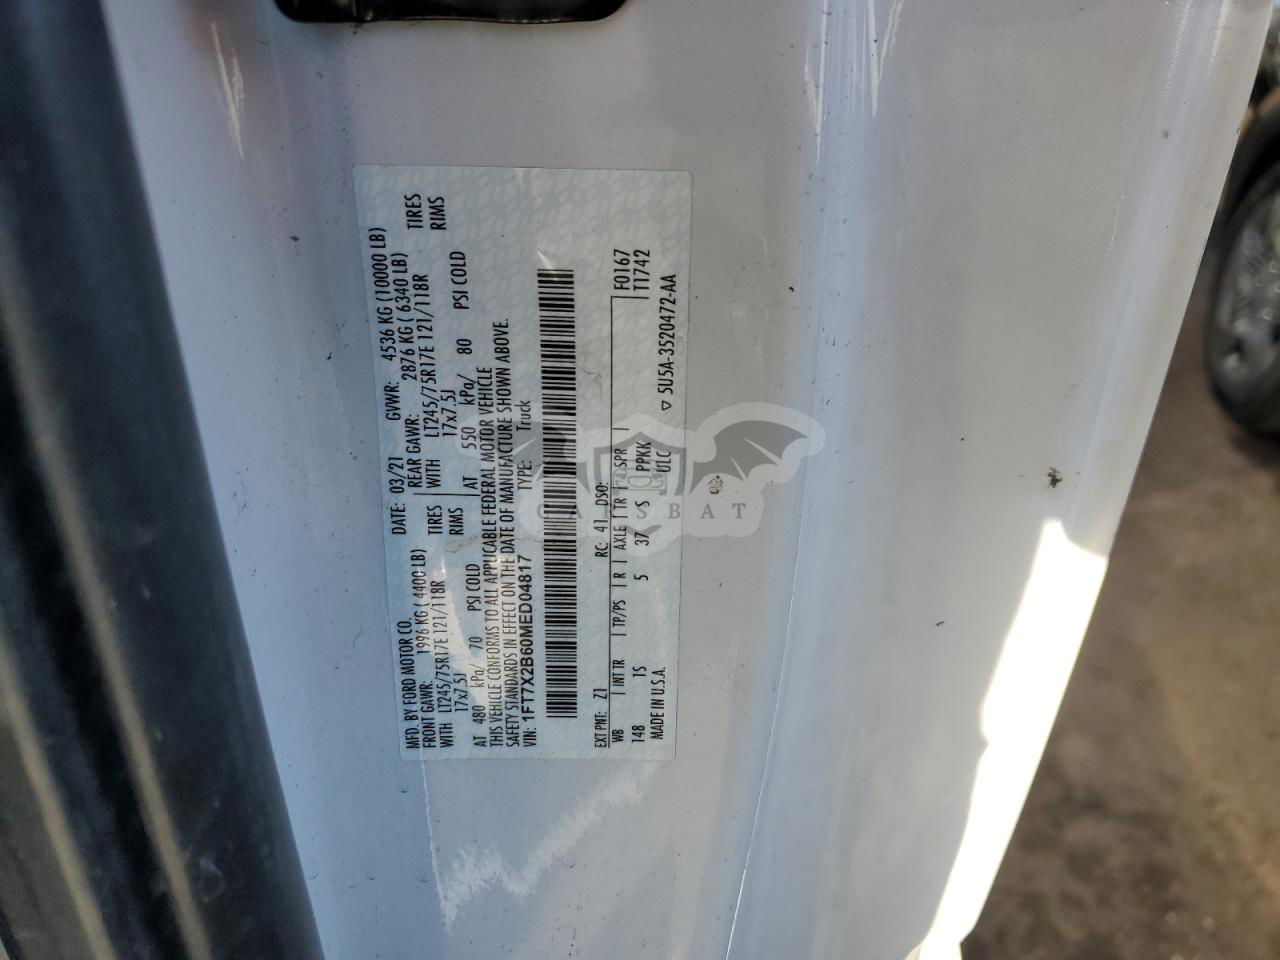 MFD. BY FORD MOTOR CO.
DATE: 03/21 GVWR: 4536 KG (10000 LB)
FRONT GAWR: 1996 KG ( 4400 LB) REAR GAWR: 2876 KG ( 6340 LB)
WITH LT245/75R17E 121/118R TIRES WITH LT245/75R17E 121/118R TIRES
17x7.5J RIMS 17x7.5J RIMS
AT 480 kPa/ 70 PSI COLD AT 550 kPa/ 80 PSI COLD
THIS VEHICLE CONFORMS TO ALL APPLICABLE FEDERAL MOTOR VEHICLE
SAFETY STANDARDS IN EFFECT ON THE DATE OF MANUFACTURE SHOWN ABOVE.
VIN: 1FT7X2B60MED04817 TYPE: Truck
EXT PNT: Z1 RC: 41 DSO: F0167
WB INT TR TP/PS R AXLE TR SPR T1742
148 TS 5 37 S PPKK
MADE IN U.S.A. ULC ▽ 5U5A-3520472-AA
CARSBAT